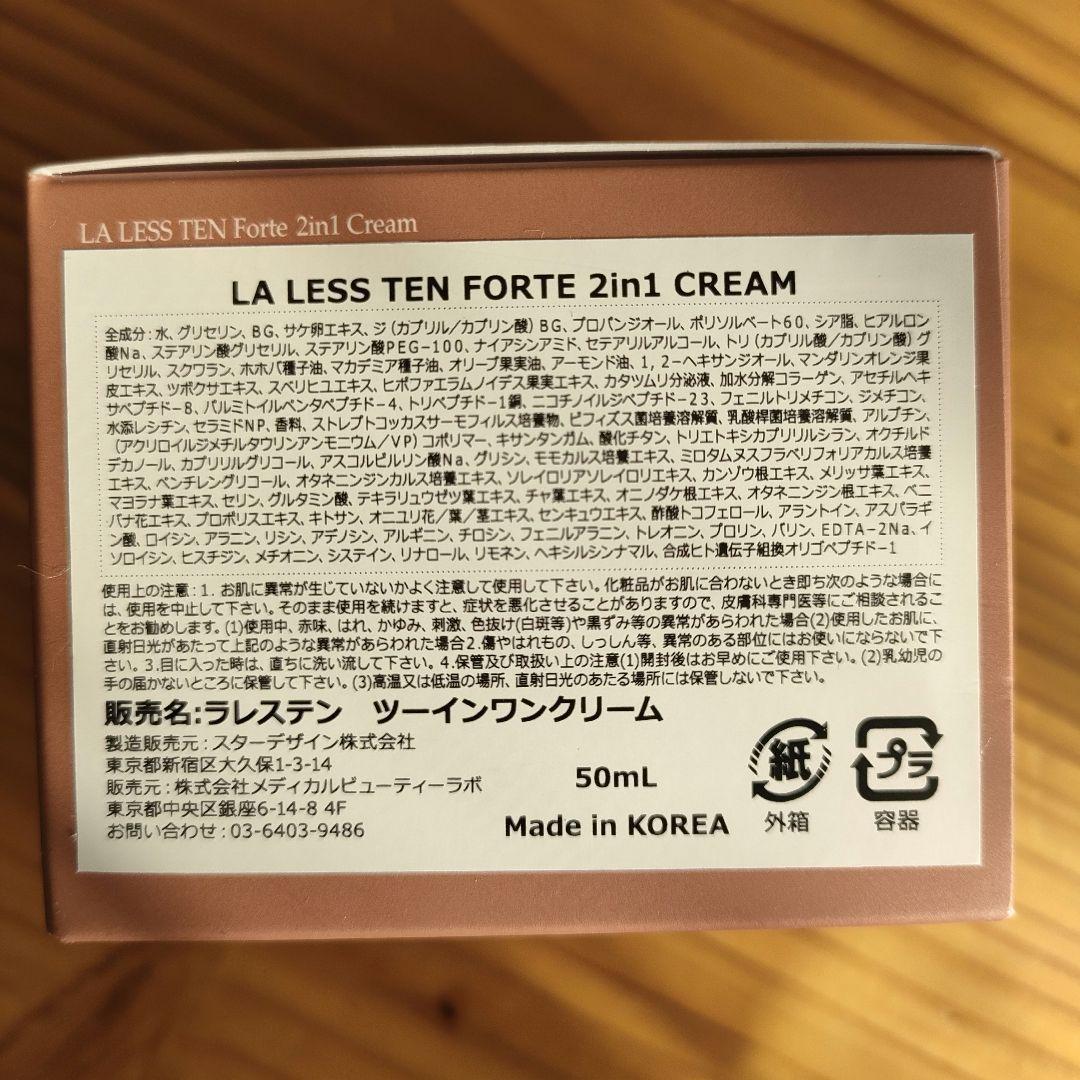 LA LESS TEN Forte 2in1 Cream
LA LESS TEN FORTE 2in1 CREAM
全成分：水、グリセリン、BG、サケ卵エキス、ジ（カプリル／カプリン酸）BG、プロパンジオール、ポリソルベート60、シア脂、ヒアルロン
酸Na、ステアリン酸グリセリル、ステアリン酸PEG-100、ナイアシンアミド、セテアリルアルコール、トリ（カプリル酸／カプリン酸）グ
リセリル、スクワラン、ホホバ種子油、マカデミア種子油、オリーブ果実油、アーモンド油、1,2-ヘキサンジオール、マンダリンオレンジ果
皮エキス、ツボクサエキス、スベリヒユエキス、ヒポファエラムノイデス果実エキス、カタツムリ分泌液、加水分解コラーゲン、アセチルヘキ
サペプチド-8、パルミトイルペンタペプチド-4、トリペプチド-1銅、ニコチノイルジペプチド-23、フェニルトリメチコン、ジメチコン、
水添レシチン、セラミドNP、香料、ストレプトコッカスサーモフィルス培養物、ビフィズス菌培養溶解質、乳酸桿菌培養溶解質、アルブチン、
（アクリロイルジメチルタウリンアンモニウム／VP）コポリマー、キサンタンガム、酸化チタン、トリエトキシカプリリルシラン、オクチルド
デカノール、カプリリルグリコール、アスコルビルリン酸Na、グリシン、モモカルス培養エキス、ミロタムヌスフラベリフォリアカルス培養
エキス、ペンチレングリコール、オタネニンジンカルス培養エキス、ソレイロリアソレイロリエキス、カンゾウ根エキス、メリッサ葉エキス、
マヨラナ葉エキス、セリン、グルタミン酸、テキラリュウゼツ葉エキス、チャ葉エキス、オニノダケ根エキス、オタネニンジン根エキス、ベニ
バナ花エキス、プロポリスエキス、キトサン、オニユリ花／葉／茎エキス、センキュウエキス、酢酸トコフェロール、アラントイン、アスパラギ
ン酸、ロイシン、アラニン、リシン、アデノシン、アルギニン、チロシン、フェニルアラニン、トレオニン、プロリン、バリン、EDTA-2Na、イ
ソロイシン、ヒスチジン、メチオニン、システイン、リナロール、リモネン、ヘキシルシンナマル、合成ヒト遺伝子組換オリゴペプチド-1
使用上の注意：1. お肌に異常が生じていないかよく注意して使用して下さい。化粧品がお肌に合わないとき即ち次のような場合に
は、使用を中止して下さい。そのまま使用を続けますと、症状を悪化させることがありますので、皮膚科専門医等にご相談されるこ
とをお勧めします。(1)使用中、赤味、はれ、かゆみ、刺激、色抜け(白斑等)や黒ずみ等の異常があらわれた場合(2)使用したお肌に、
直射日光があたって上記のような異常があらわれた場合2.傷やはれもの、しっしん等、異常のある部位にはお使いにならないで下
さい。3.目に入った時は、直ちに洗い流して下さい。4.保管及び取扱い上の注意(1)開封後はお早めにご使用下さい。(2)乳幼児の
手の届かないところに保管して下さい。(3)高温又は低温の場所、直射日光のあたる場所には保管しないで下さい。
販売名:ラレステン　ツーインワンクリーム
製造販売元：スターデザイン株式会社
東京都新宿区大久保1-3-14
販売元：株式会社メディカルビューティーラボ
東京都中央区銀座6-14-8 4F
お問い合わせ：03-6403-9486
50mL
Made in KOREA
紙
外箱
プラ
容器